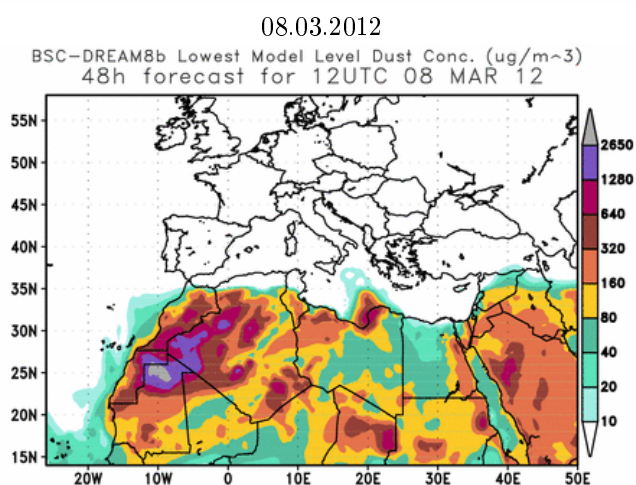 08.03.2012
BSC-DREAM8b Lowest Model Level Dust Conc. (ug/m^3)
48h forecast for 12UTC 08 MAR 12
55N
50N
45N
40N
35N
30N
25N
20N
15N
20W
10W
0
10E
20E
30E
40E
50E
2650
1280
640
320
160
80
40
20
10